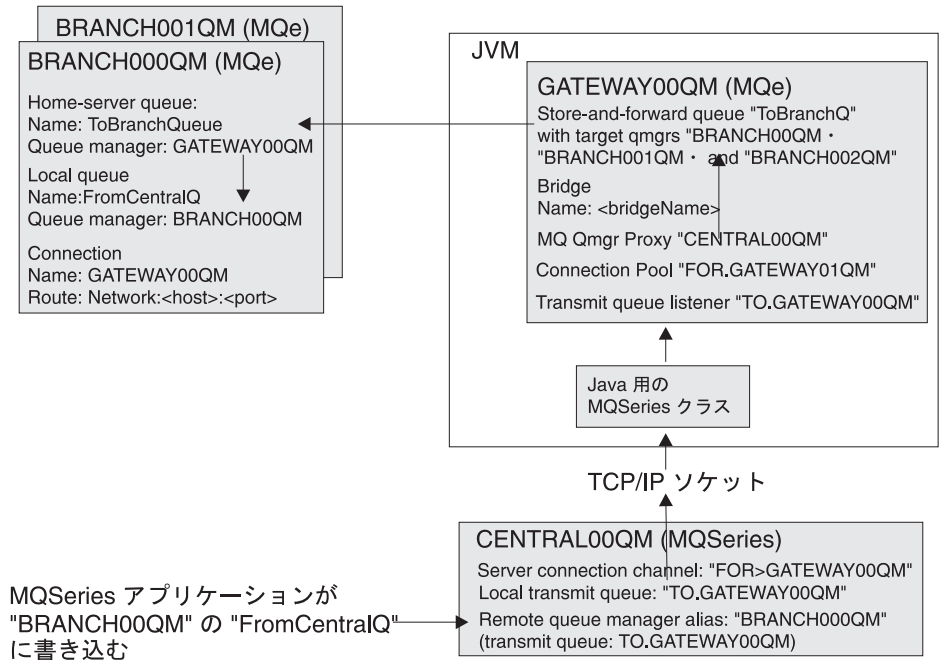 BRANCH001QM (MQe)
BRANCH000QM (MQe)
Home-server queue:
Name: ToBranchQueue
Queue manager: GATEWAY00QM
Local queue
Name:FromCentralQ
Queue manager: BRANCH00QM
Connection
Name: GATEWAY00QM
Route: Network:<host>:<port>
JVM
GATEWAY00QM (MQe)
Store-and-forward queue "ToBranchQ"
with target qmgrs "BRANCH00QM・
"BRANCH001QM・ and "BRANCH002QM"
Bridge
Name: <bridgeName>
MQ Qmgr Proxy "CENTRAL00QM"
Connection Pool "FOR.GATEWAY01QM"
Transmit queue listener "TO.GATEWAY00QM"
Java 用の
MQSeries クラス
TCP/IP ソケット
CENTRAL00QM (MQSeries)
Server connection channel: "FOR>GATEWAY00QM"
Local transmit queue: "TO.GATEWAY00QM"
Remote queue manager alias: "BRANCH000QM"
(transmit queue: TO.GATEWAY00QM)
MQSeries アプリケーションが
"BRANCH00QM" の "FromCentralQ"
に書き込む